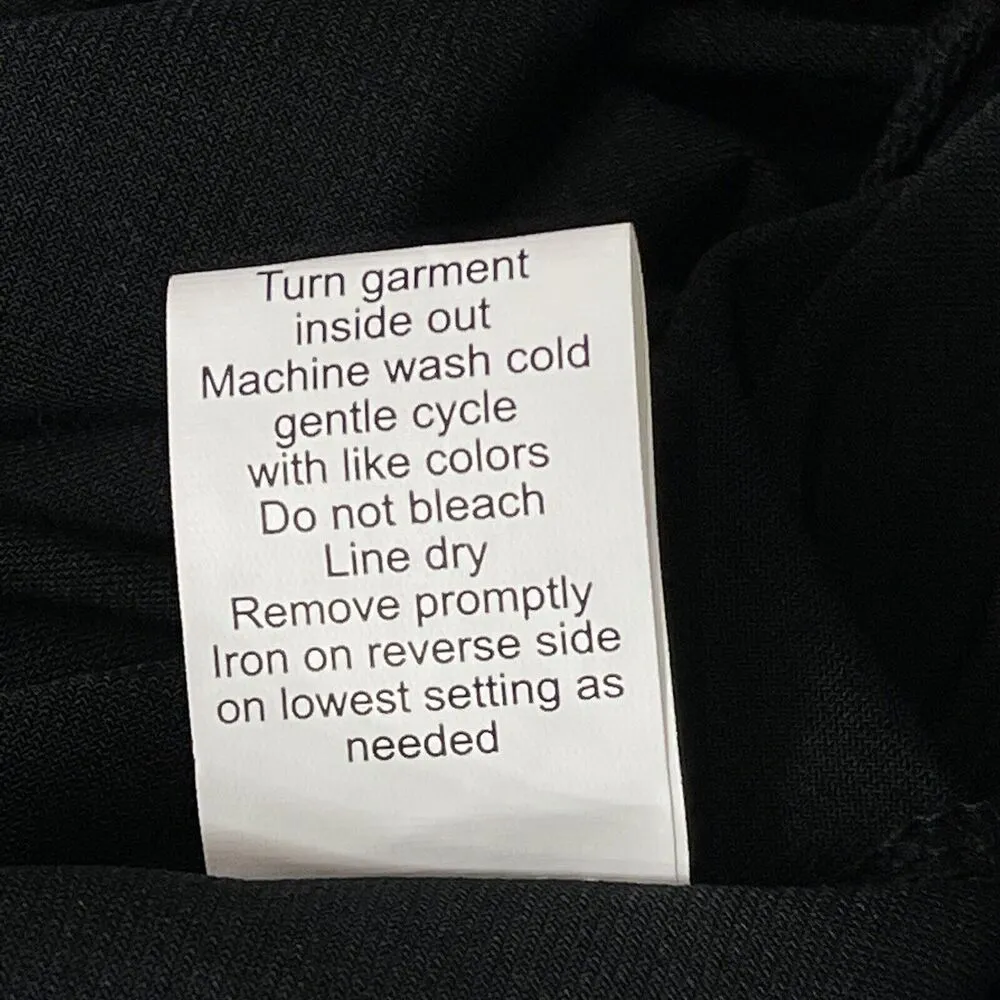 Turn garment
inside out
Machine wash cold
gentle cycle
with like colors
Do not bleach
Line dry
Remove promptly
Iron on reverse side
on lowest setting as
needed